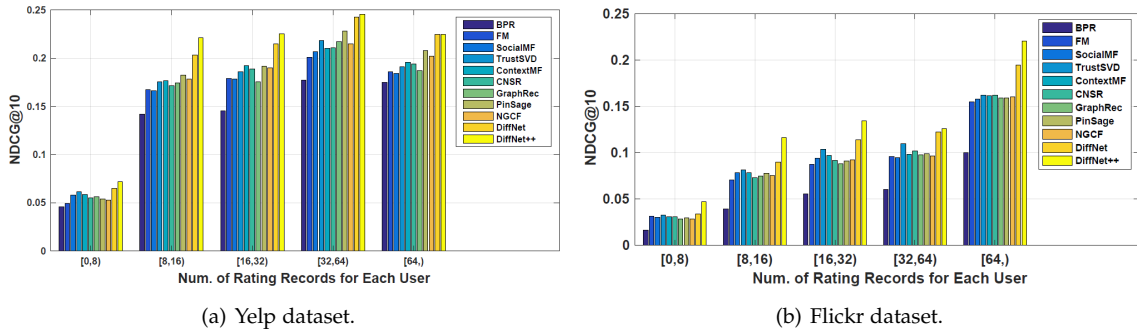 0.25
0.2
0.15
0.1
0.05
0
NDCG@10
BPR
FM
SocialMF
TrustSVD
ContextMF
CNSR
GraphRec
PinSage
NGCF
DiffNet
DiffNet++
[0,8)
[8,16)
[16,32)
[32,64)
[64,)
Num. of Rating Records for Each User
(a) Yelp dataset.
0.25
0.2
0.15
0.1
0.05
0
NDCG@10
BPR
FM
SocialMF
TrustSVD
ContextMF
CNSR
GraphRec
PinSage
NGCF
DiffNet
DiffNet++
[0,8)
[8,16)
[16,32)
[32,64)
[64,)
Num. of Rating Records for Each User
(b) Flickr dataset.